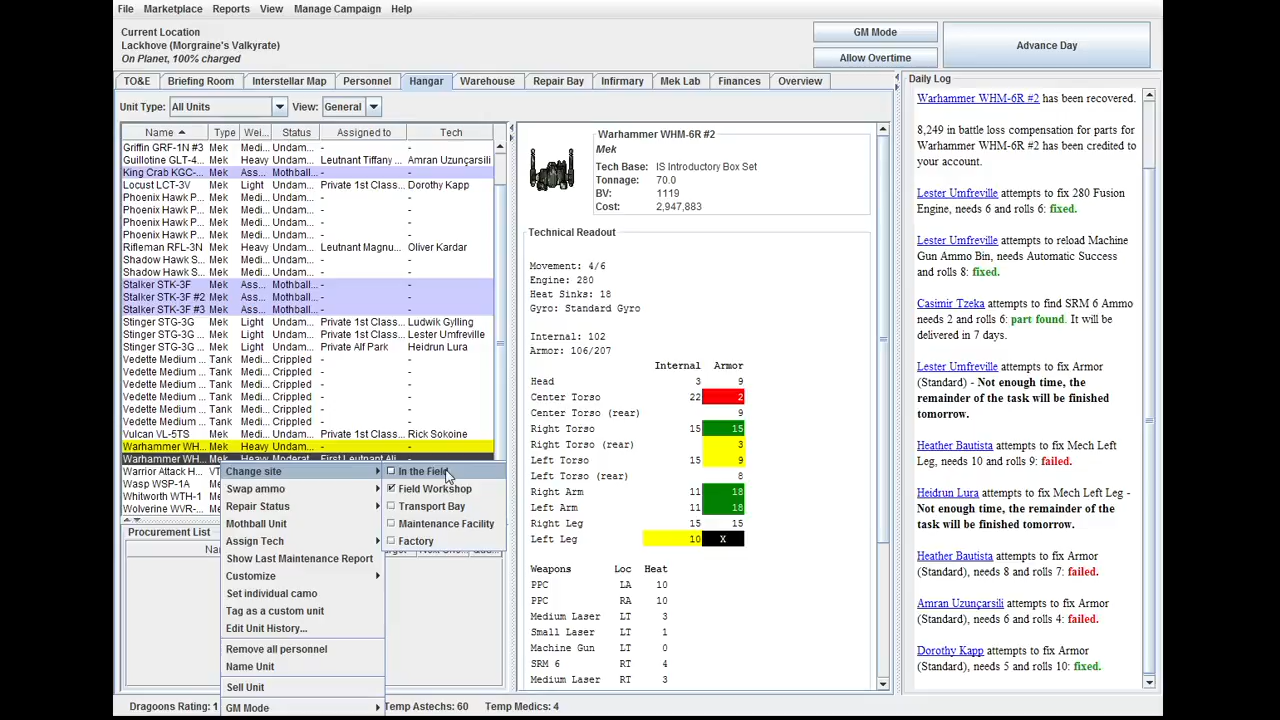 File Marketplace Reports View Manage Campaign Help
Current Location
Lackhove (Morgraine's Valkyrate)
On Planet, 100% charged
GM Mode
Allow Overtime
Advance Day
TO&E Briefing Room Interstellar Map Personnel Hangar Warehouse Repair Bay Infirmary Mek Lab Finances Overview
Unit Type: All Units View: General
Name Type Wei... Status Assigned to Tech
Griffin GRF-1N #3 Mek Medi... Undam... - -
Guillotine GLT-4... Mek Heavy Undam... Leutnant Tiffany ... Amran Uzunçarsili
King Crab KGC-... Mek Ass... Mothball... - -
Locust LCT-3V Mek Light Undam... Private 1st Class... Dorothy Kapp
Phoenix Hawk P... Mek Medi... Undam... - -
Phoenix Hawk P... Mek Medi... Undam... - -
Phoenix Hawk P... Mek Medi... Undam... - -
Phoenix Hawk P... Mek Medi... Undam... - -
Rifleman RFL-3N Mek Heavy Undam... Leutnant Magnu... Oliver Kardar
Shadow Hawk S... Mek Medi... Undam... - -
Shadow Hawk S... Mek Medi... Undam... - -
Stalker STK-3F Mek Ass... Mothball... - -
Stalker STK-3F #2 Mek Ass... Mothball... - -
Stalker STK-3F #3 Mek Ass... Mothball... - -
Stinger STG-3G Mek Light Undam... Private 1st Class... Ludwik Gylling
Stinger STG-3G ... Mek Light Undam... Private 1st Class... Lester Umfreville
Stinger STG-3G ... Mek Light Undam... Private Alf Park Heidrun Lura
Vedette Medium ... Tank Medi... Crippled - -
Vedette Medium ... Tank Medi... Crippled - -
Vedette Medium ... Tank Medi... Crippled - -
Vedette Medium ... Tank Medi... Crippled - -
Vedette Medium ... Tank Medi... Crippled - -
Vedette Medium ... Tank Medi... Crippled - -
Vulcan VL-5TS Mek Medi... Undam... Private 1st Class... Rick Sokoine
Warhammer WH... Mek Heavy Undam... - -
Warhammer WH... Mek Heavy Moderat... First Leutnant Ali...
Warrior Attack H... VT
Wasp WSP-1A Mek
Whitworth WTH-1 Mek
Wolverine WVR-... Mek
Procurement List
Change site
Swap ammo
Repair Status
Mothball Unit
Assign Tech
Show Last Maintenance Report
Customize
Set individual camo
Tag as a custom unit
Edit Unit History...
Remove all personnel
Name Unit
Sell Unit
GM Mode
In the Field
Field Workshop
Transport Bay
Maintenance Facility
Factory
Dragoons Rating: 1 Temp Astechs: 60 Temp Medics: 4
Warhammer WHM-6R #2
Mek
Tech Base: IS Introductory Box Set
Tonnage: 70.0
BV: 1119
Cost: 2,947,883
Technical Readout
Movement: 4/6
Engine: 280
Heat Sinks: 18
Gyro: Standard Gyro
Internal: 102
Armor: 106/207
Internal Armor
Head 3 9
Center Torso 22 2
Center Torso (rear) 9
Right Torso 15 15
Right Torso (rear) 3
Left Torso 15 9
Left Torso (rear) 8
Right Arm 11 18
Left Arm 11 18
Right Leg 15 15
Left Leg 10 X
Weapons Loc Heat
PPC LA 10
PPC RA 10
Medium Laser RT 3
Medium Laser LT 3
Small Laser LT 1
Machine Gun LT 0
SRM 6 RT 4
Small Laser RT 1
Daily Log
Warhammer WHM-6R #2 has been recovered.
8,249 in battle loss compensation for parts for
Warhammer WHM-6R #2 has been credited to
your account.
Lester Umfreville attempts to fix 280 Fusion
Engine, needs 6 and rolls 6: fixed.
Lester Umfreville attempts to reload Machine
Gun Ammo Bin, needs Automatic Success
and rolls 8: fixed.
Casimir Tzeka attempts to find SRM 6 Ammo
needs 2 and rolls 6: part found. It will be
delivered in 7 days.
Lester Umfreville attempts to fix Armor
(Standard) - Not enough time, the
remainder of the task will be finished
tomorrow.
Heather Bautista attempts to fix Mech Left
Leg, needs 10 and rolls 9: failed.
Heidrun Lura attempts to fix Mech Left Leg -
Not enough time, the remainder of the
task will be finished tomorrow.
Heather Bautista attempts to fix Armor
(Standard), needs 8 and rolls 7: failed.
Amran Uzunçarsili attempts to fix Armor
(Standard), needs 6 and rolls 4: failed.
Dorothy Kapp attempts to fix Armor
(Standard), needs 5 and rolls 10: fixed.